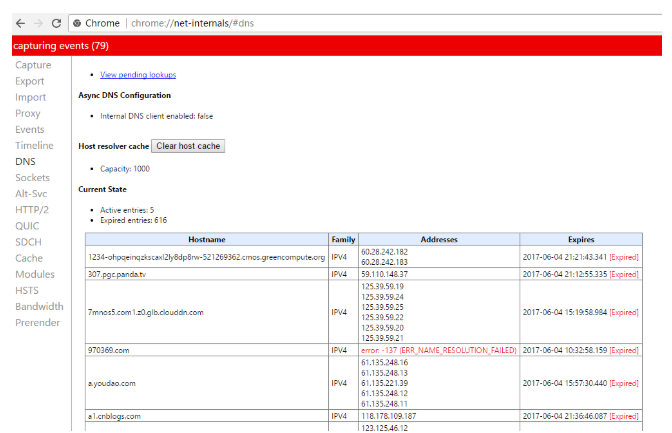 Chrome | chrome://net-internals/#dns
capturing events (79)
Capture
Export
Import
Proxy
Events
Timeline
DNS
Sockets
Alt-Svc
HTTP/2
QUIC
SDCH
Cache
Modules
HSTS
Bandwidth
Prerender
View pending lookups
Async DNS Configuration
Internal DNS client enabled: false
Host resolver cache Clear host cache
Capacity: 1000
Current State
Active entries: 5
Expired entries: 616
Hostname Family Addresses Expires
1234-ohpqeinqzkscaxl2ly8dp8rw-521269362.cmos.greencompute.org IPV4 60.28.242.182 2017-06-04 21:21:43.341 [Expired]
60.28.242.183
307.pgc.panda.tv IPV4 59.110.148.37 2017-06-04 21:12:55.335 [Expired]
7mnos5.com1.z0.glb.clouddn.com IPV4 125.39.59.19 2017-06-04 15:19:58.984 [Expired]
125.39.59.24
125.39.59.25
125.39.59.22
125.39.59.20
125.39.59.21
970369.com IPV4 error: -137 (ERR_NAME_RESOLUTION_FAILED) 2017-06-04 10:32:58.159 [Expired]
a.youdao.com IPV4 61.135.248.16 2017-06-04 15:57:30.440 [Expired]
61.135.248.13
61.135.221.39
61.135.248.12
61.135.248.11
a1.cnblogs.com IPV4 118.178.109.187 2017-06-04 21:36:46.087 [Expired]
123.125.46.12